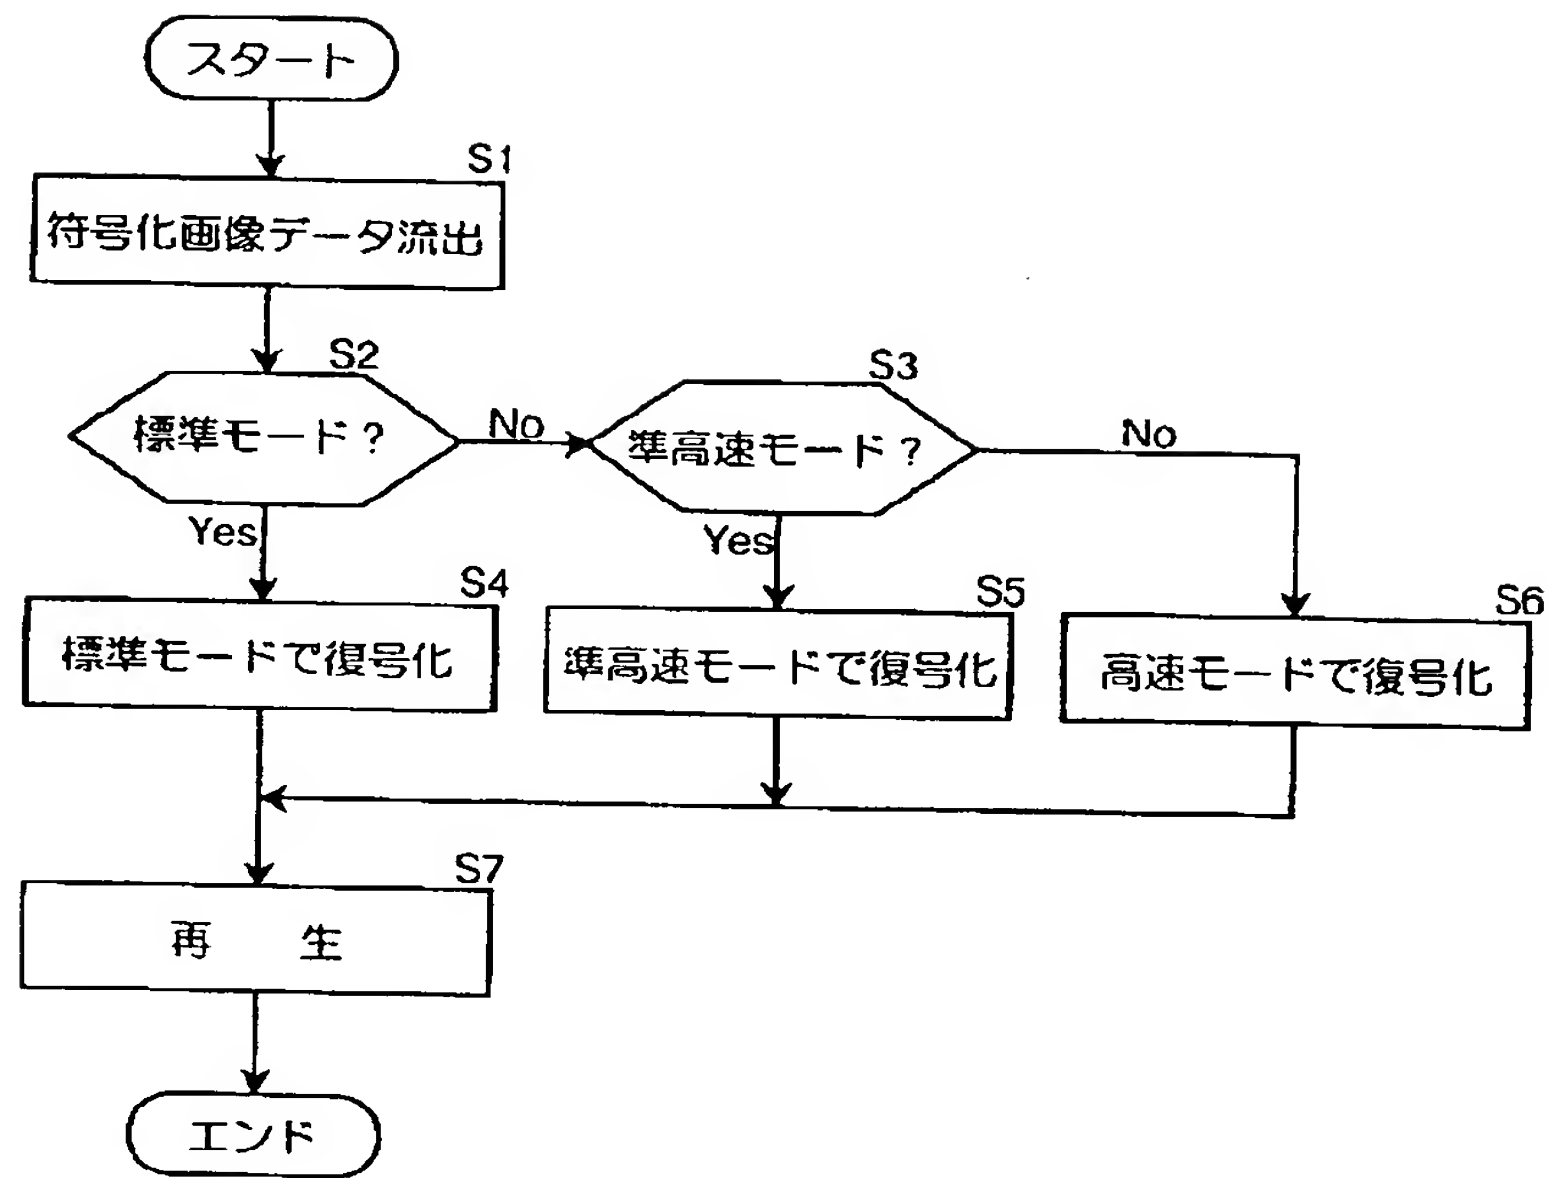 スタート
S1
符号化画像データ流出
S2
標準モード？
No
S3
準高速モード？
No
Yes
Yes
S4
標準モードで復号化
S5
準高速モードで復号化
S6
高速モードで復号化
S7
再 生
エンド